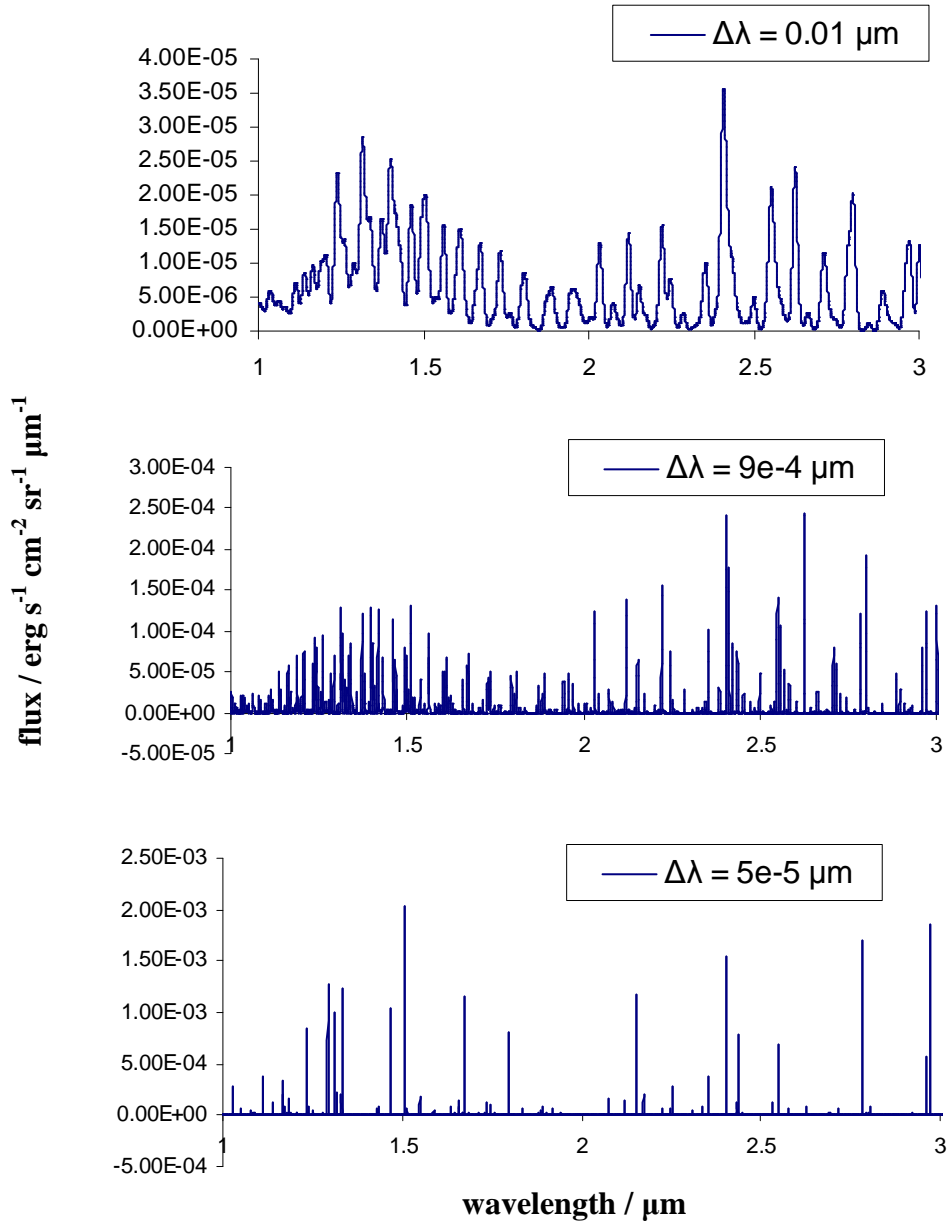 Δλ = 0.01 µm
4.00E-05
3.50E-05
3.00E-05
2.50E-05
2.00E-05
1.50E-05
1.00E-05
5.00E-06
0.00E+00
1
1.5
2
2.5
3
flux / erg s⁻¹ cm⁻² sr⁻¹ µm⁻¹
Δλ = 9e-4 µm
3.00E-04
2.50E-04
2.00E-04
1.50E-04
1.00E-04
5.00E-05
0.00E+00
-5.00E-05
1
1.5
2
2.5
3
Δλ = 5e-5 µm
2.50E-03
2.00E-03
1.50E-03
1.00E-03
5.00E-04
0.00E+00
-5.00E-04
1
1.5
2
2.5
3
wavelength / µm